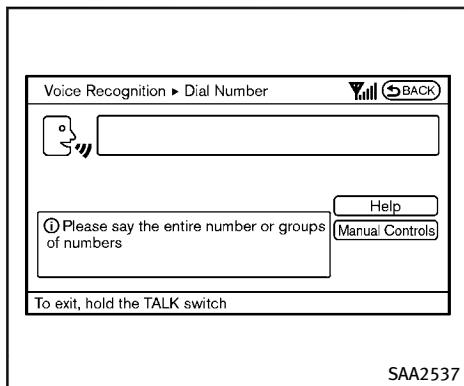 Voice Recognition ▸ Dial Number
BACK
Help
Please say the entire number or groups
of numbers
Manual Controls
To exit, hold the TALK switch
SAA2537